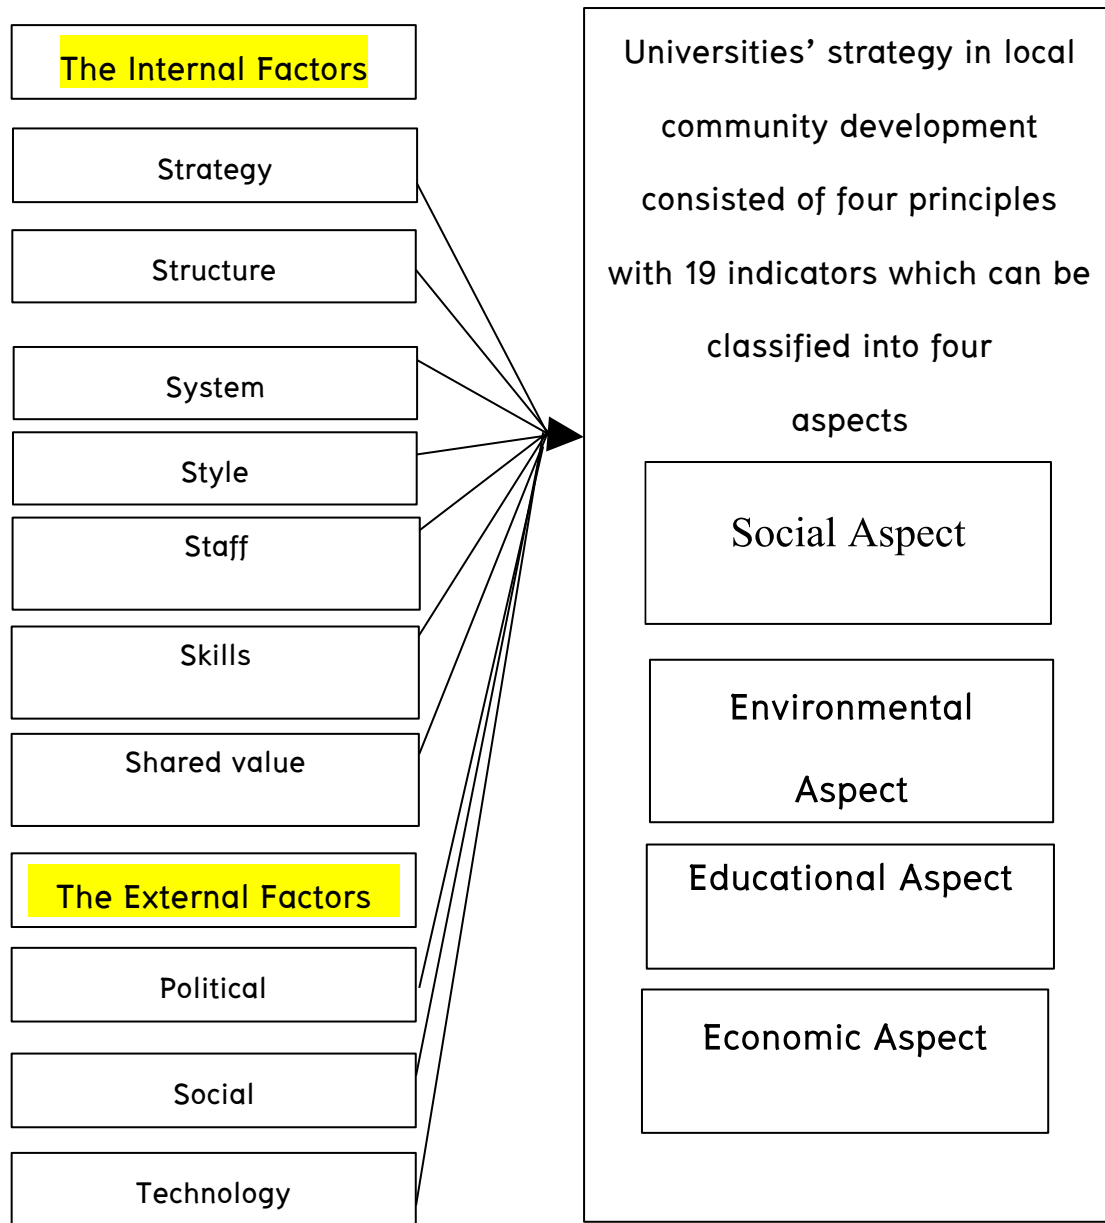 The Internal Factors
Strategy
Structure
System
Style
Staff
Skills
Shared value
The External Factors
Political
Social
Technology
Universities’ strategy in local
community development
consisted of four principles
with 19 indicators which can be
classified into four
aspects
Social Aspect
Environmental
Aspect
Educational Aspect
Economic Aspect